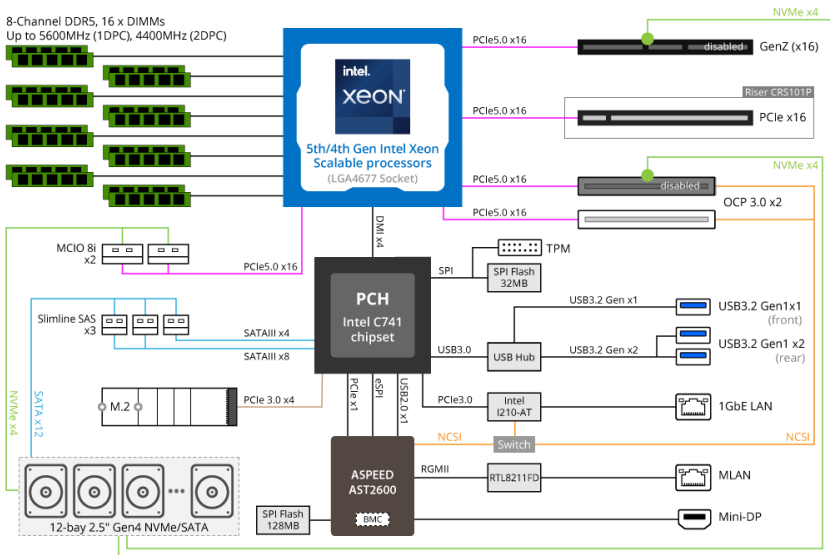 8-Channel DDR5, 16 x DIMMs
Up to 5600MHz (1DPC), 4400MHz (2DPC)
NVMe x4
PCIe5.0 x16
disabled
GenZ (x16)
intel.
xeon
Riser CRS101P
PCIe5.0 x16
PCIe x16
5th/4th Gen Intel Xeon
Scalable processors
(LGA4677 Socket)
NVMe x4
PCIe5.0 x16
disabled
OCP 3.0 x2
PCIe5.0 x16
DMI x4
MCIO 8i
x2
PCIe5.0 x16
SPI
TPM
SPI Flash
32MB
PCH
Intel C741
chipset
Slimline SAS
x3
SATAIII x4
SATAIII x8
USB3.2 Gen x1
USB3.2 Gen1x1
(front)
USB3.0
USB Hub
USB3.2 Gen x2
USB3.2 Gen1 x2
(rear)
NVMe x4
SATA x12
M.2
PCIe 3.0 x4
PCIe x1
eSPI
USB2.0 x1
PCIe3.0
Intel
I210-AT
1GbE LAN
NCSI
Switch
NCSI
ASPEED
AST2600
BMC
RGMII
RTL8211FD
MLAN
SPI Flash
128MB
Mini-DP
12-bay 2.5" Gen4 NVMe/SATA